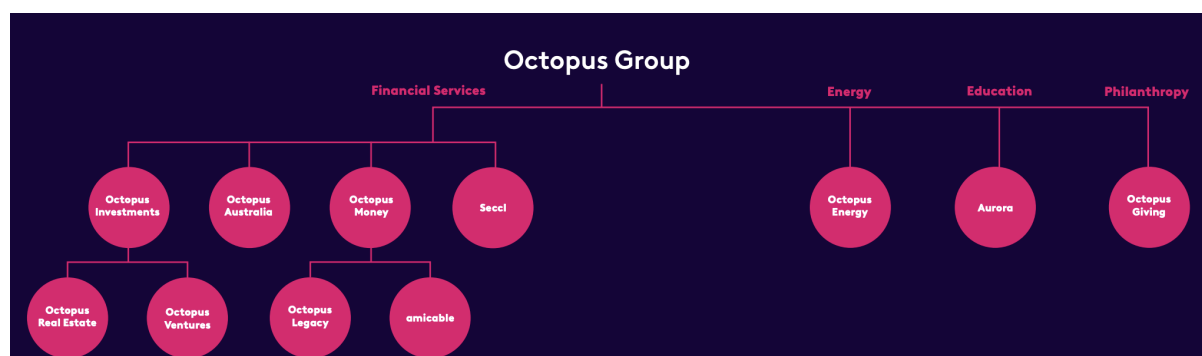 Octopus Group
Financial Services
Energy
Education
Philanthropy
Octopus
Investments
Octopus
Australia
Octopus
Money
Seccl
Octopus
Energy
Aurora
Octopus
Giving
Octopus
Real Estate
Octopus
Ventures
Octopus
Legacy
amicable